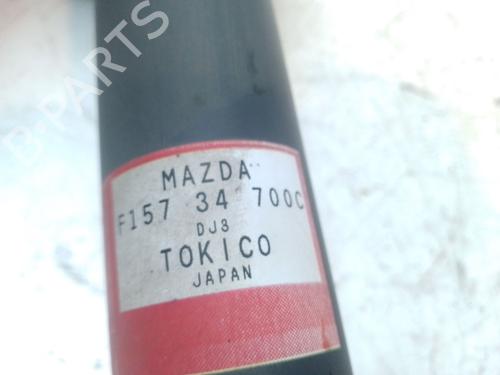 B-PARTS
MAZDA
F157 34 700C
DJ3
TOKICO
JAPAN